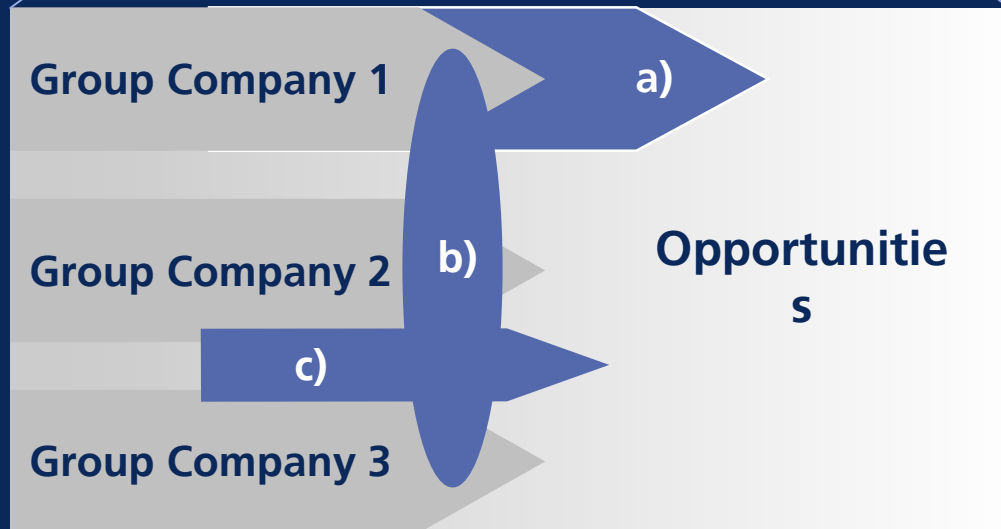 Group Company 1
a)
Group Company 2
b)
Opportunitie
s
c)
Group Company 3